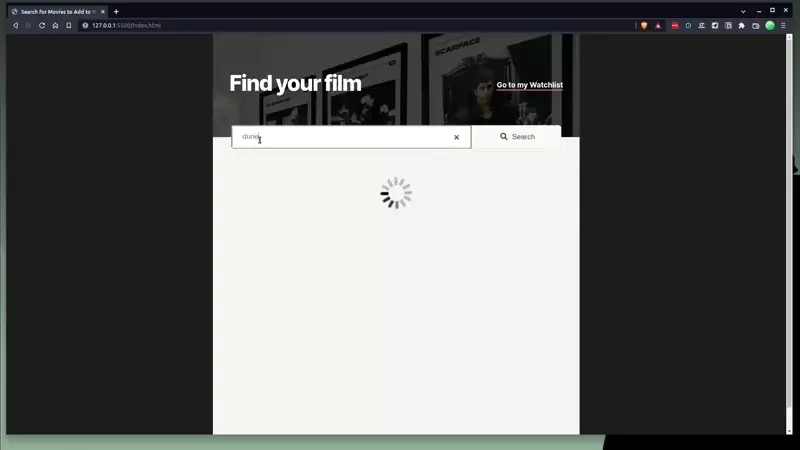 Search for Movies to Add to Y
127.0.0.1:5500/index.html
SCARFACE
Find your film
Go to my Watchlist
dune
Search